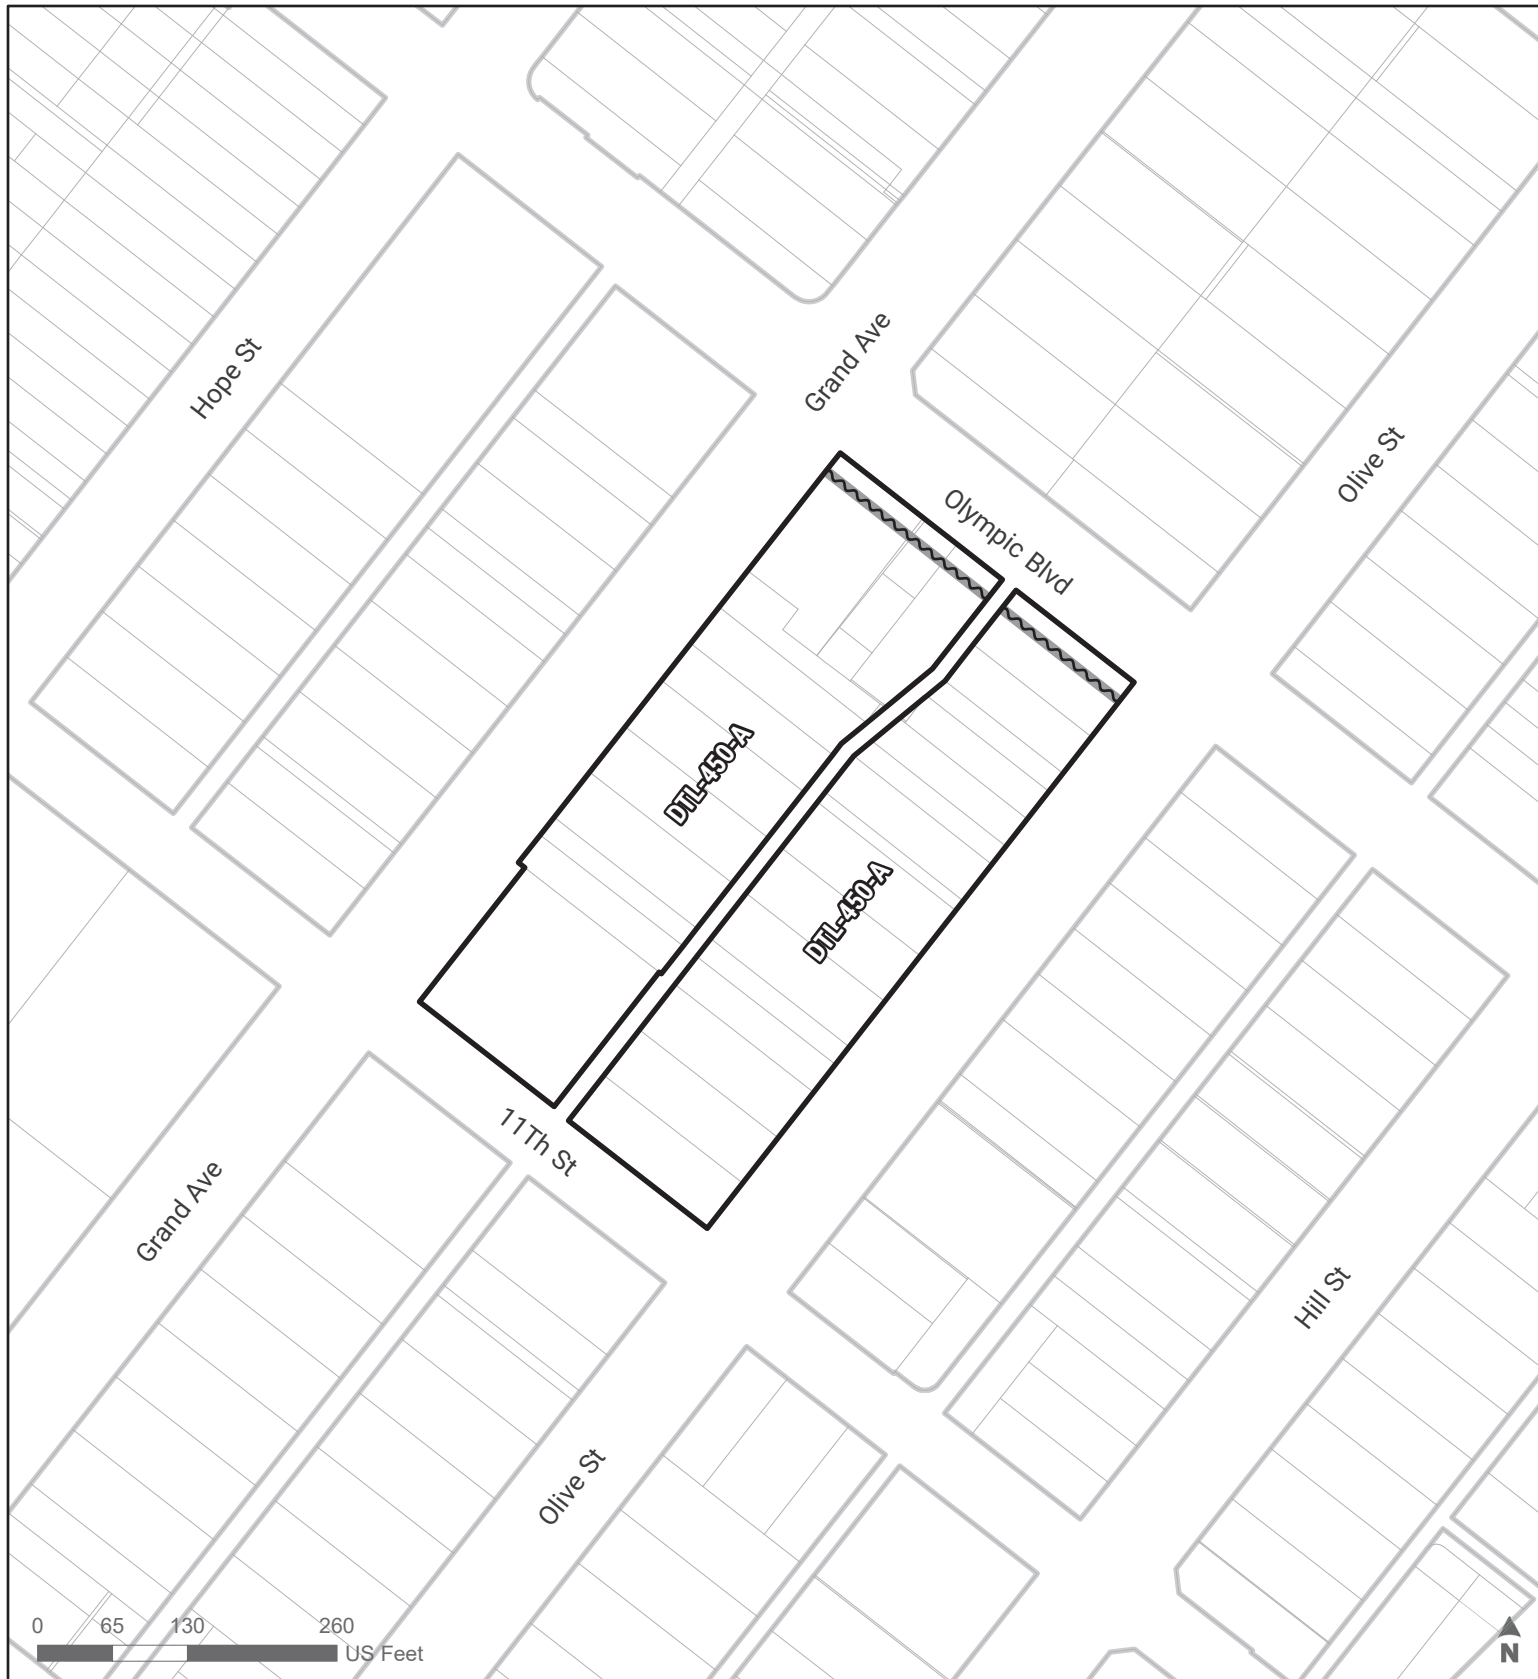 Grand Ave
Hope St
Olive St
Olympic Blvd
DTL-450-A
DTL-450-A
11Th St
Grand Ave
Hill St
Olive St
0 65 130 260
US Feet
N